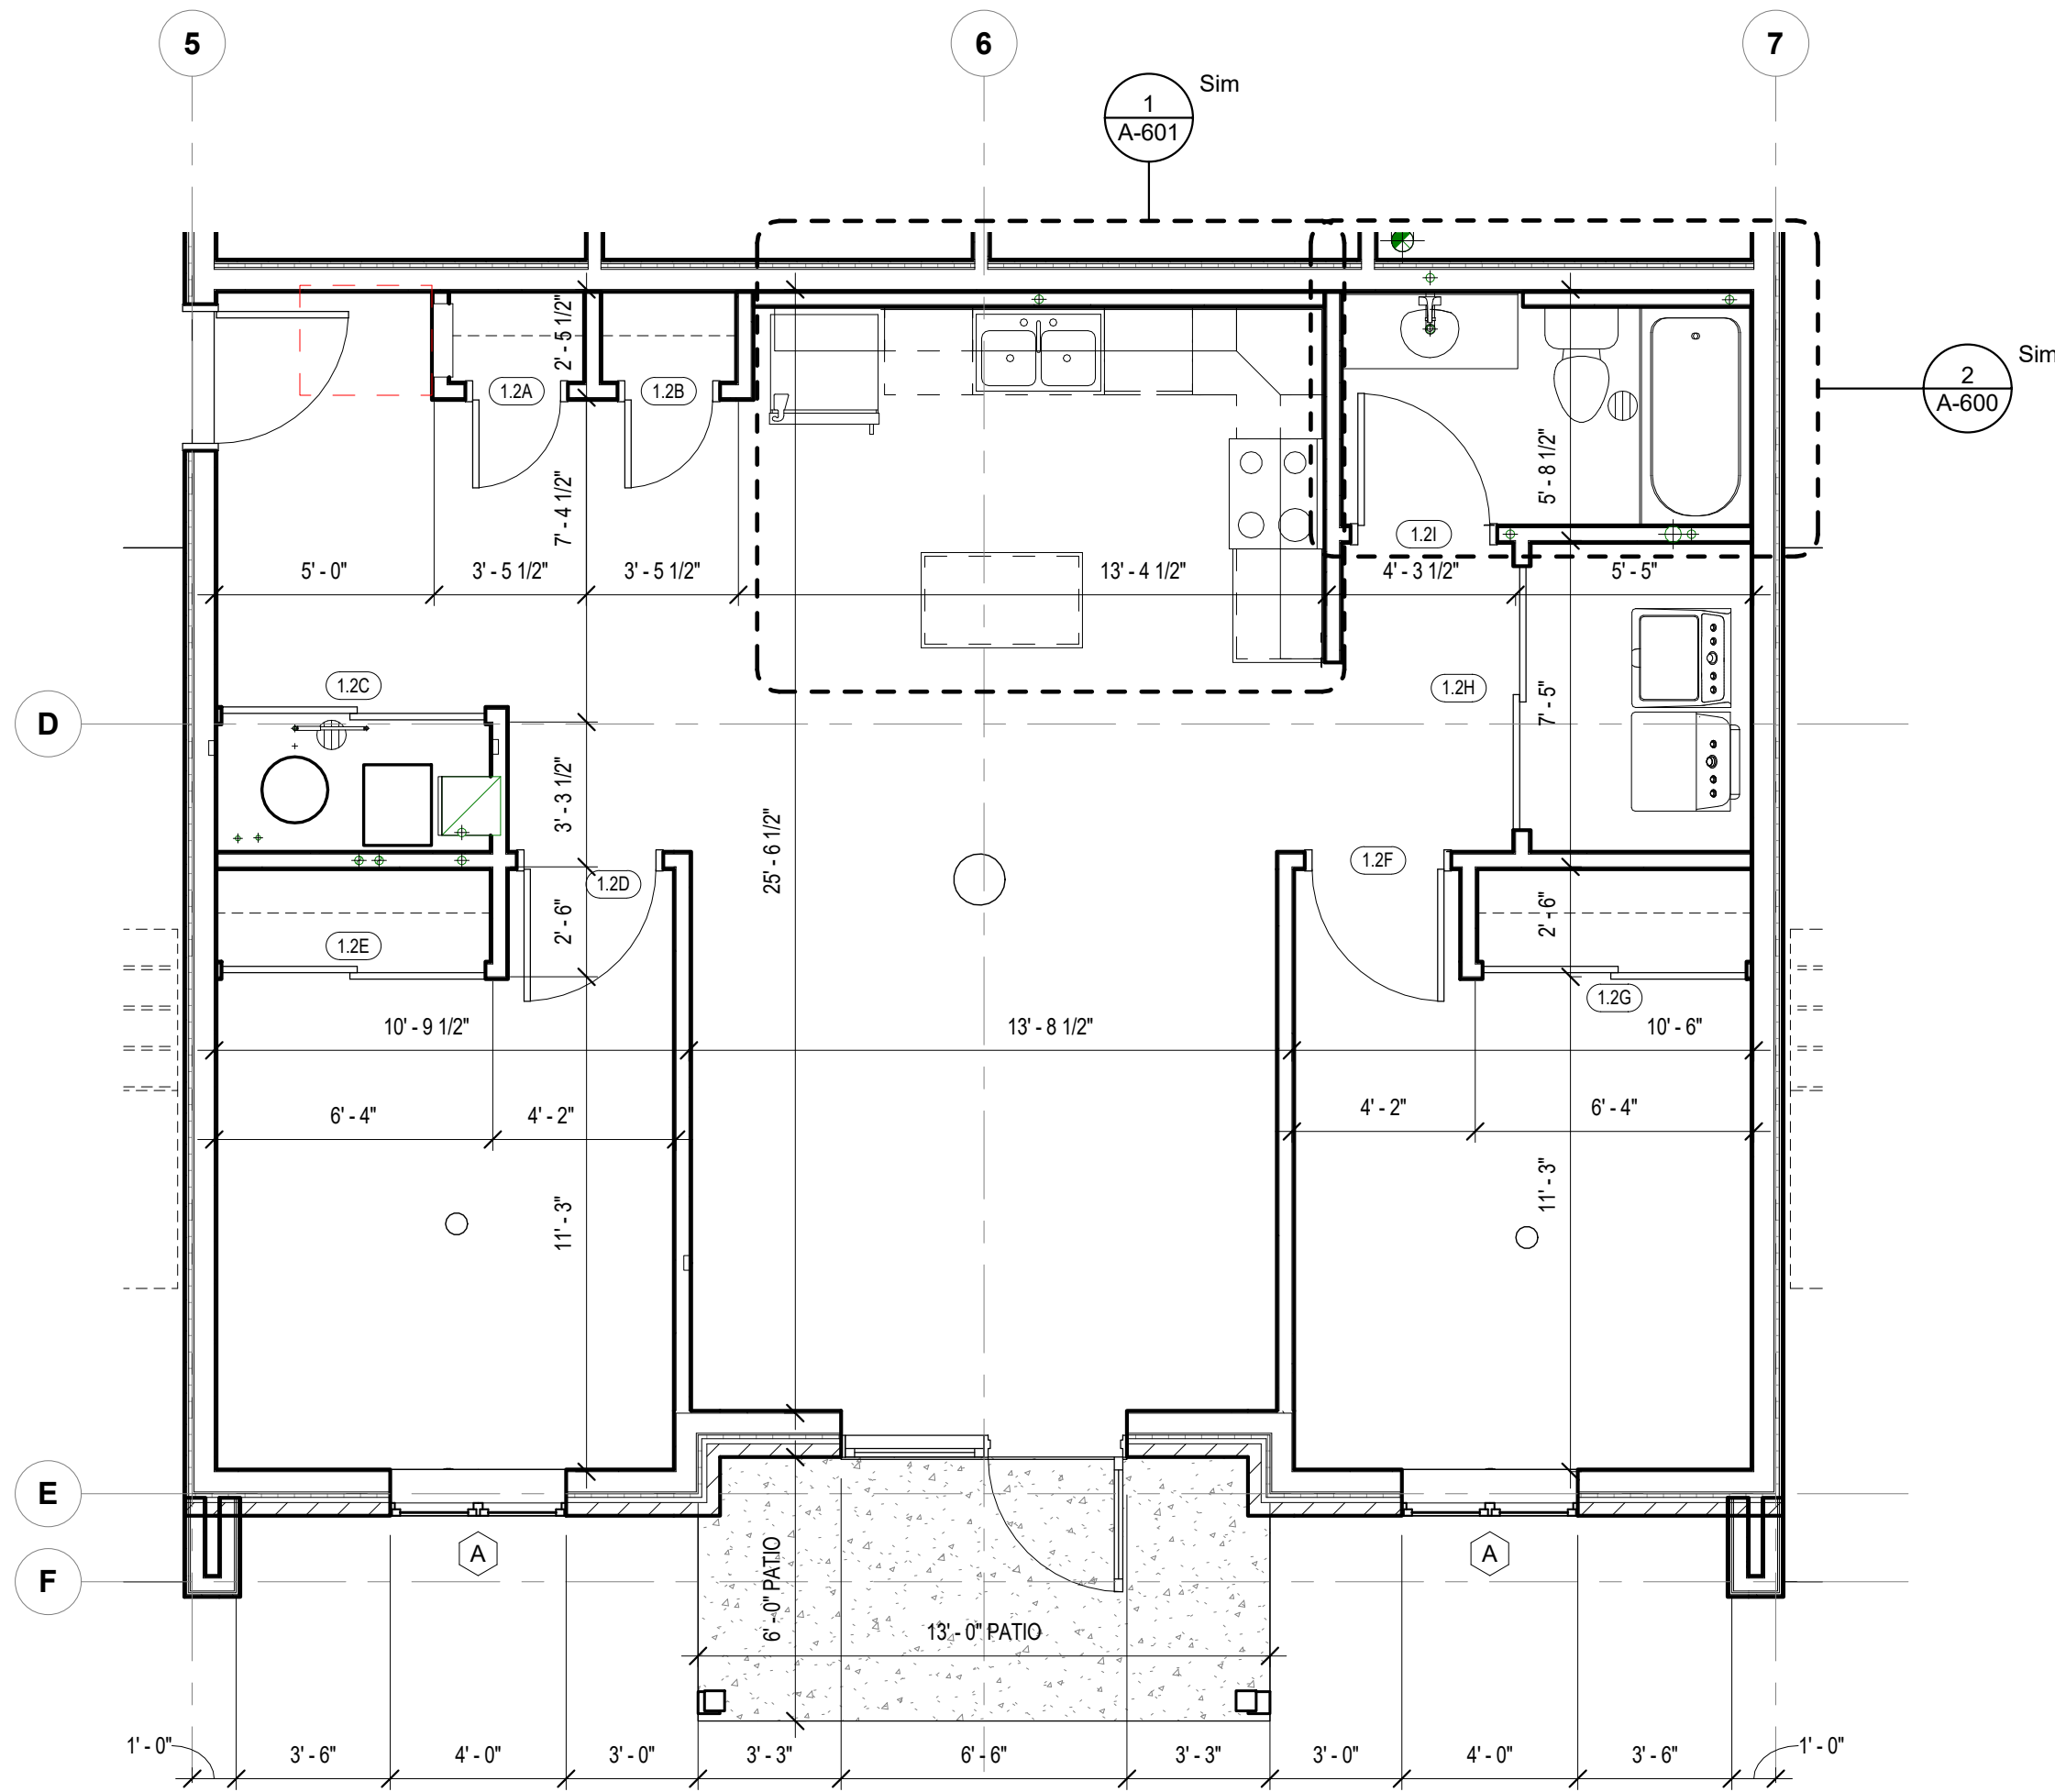 5
6
7
1
A-601
Sim
2
A-600
Sim
2' - 5 1/2"
1.2A
1.2B
7' - 4 1/2"
5' - 8 1/2"
1.2I
5' - 0"
3' - 5 1/2"
3' - 5 1/2"
13' - 4 1/2"
4' - 3 1/2"
5' - 5"
1.2C
1.2H
7' - 5"
D
3' - 3 1/2"
25' - 6 1/2"
1.2D
1.2F
2' - 6"
2' - 6"
1.2E
1.2G
10' - 9 1/2"
13' - 8 1/2"
10' - 6"
6' - 4"
4' - 2"
4' - 2"
6' - 4"
11' - 3"
11' - 3"
E
A
A
F
6' - 0" PATIO
13' - 0" PATIO
1' - 0"
3' - 6"
4' - 0"
3' - 0"
3' - 3"
6' - 6"
3' - 3"
3' - 0"
4' - 0"
3' - 6"
1' - 0"